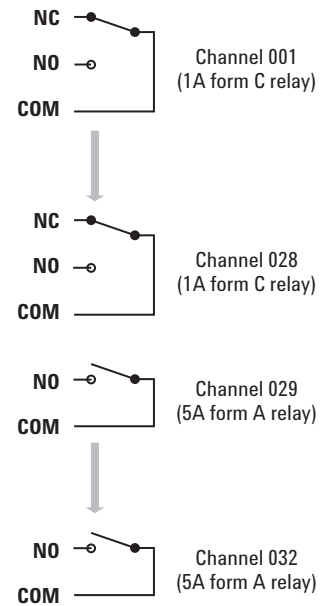 NC
NO
COM
Channel 001
(1A form C relay)
NC
NO
COM
Channel 028
(1A form C relay)
NO
COM
Channel 029
(5A form A relay)
NO
COM
Channel 032
(5A form A relay)